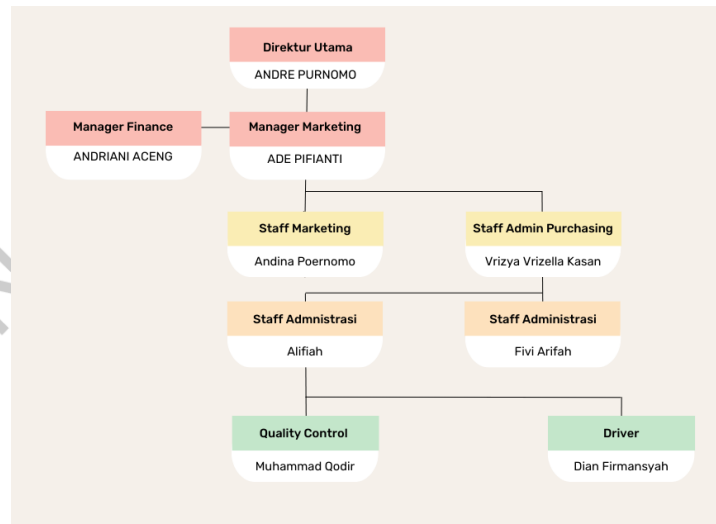 Direktur Utama
ANDRE PURNOMO
Manager Finance
ANDRIANI ACENG
Manager Marketing
ADE PIFIANTI
Staff Marketing
Andina Poernomo
Staff Admin Purchasing
Vrizya Vrizella Kasan
Staff Admnistrasi
Alifiah
Staff Administrasi
Fivi Arifah
Quality Control
Muhammad Qodir
Driver
Dian Firmansyah